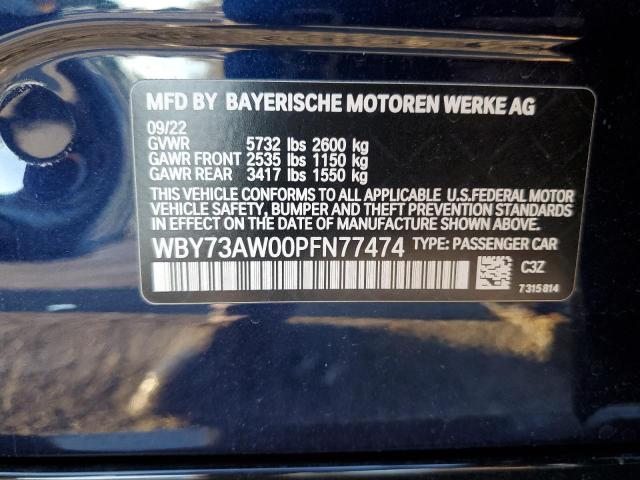 MFD BY BAYERISCHE MOTOREN WERKE AG
09/22
GVWR 5732 lbs 2600 kg
GAWR FRONT 2535 lbs 1150 kg
GAWR REAR 3417 lbs 1550 kg
THIS VEHICLE CONFORMS TO ALL APPLICABLE U.S.FEDERAL MOTOR
VEHICLE SAFETY, BUMPER AND THEFT PREVENTION STANDARDS IN
EFFECT ON THE DATE OF MANUFACTURE SHOWN ABOVE.
WBY73AW00PFN77474 TYPE: PASSENGER CAR
C3Z
7315814